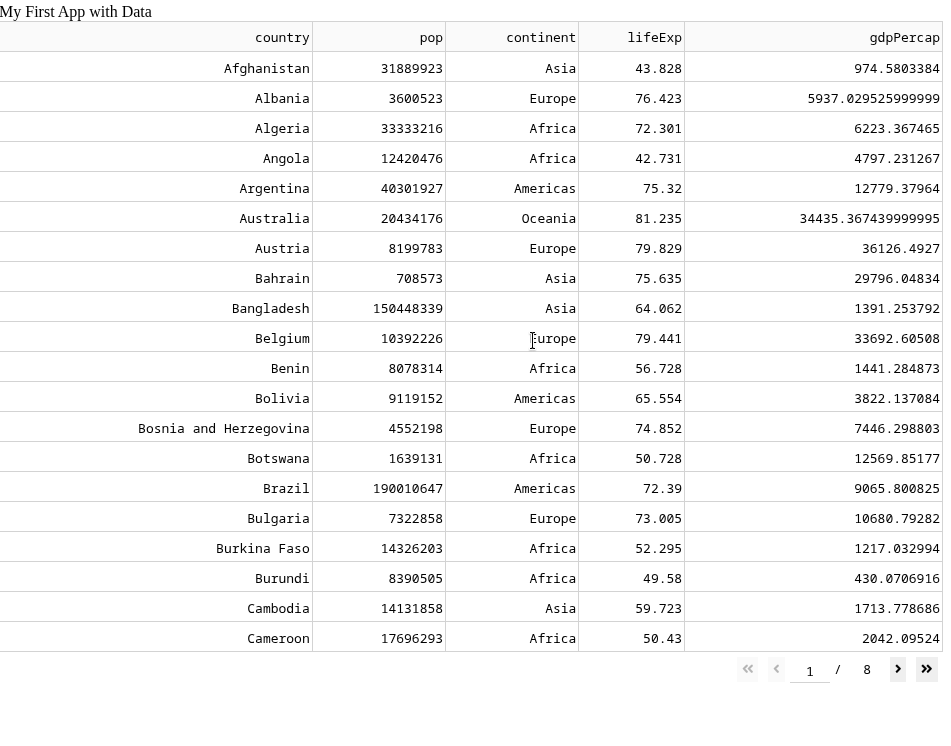 My First App with Data
country pop continent lifeExp gdpPercap
Afghanistan 31889923 Asia 43.828 974.5803384
Albania 3600523 Europe 76.423 5937.029525999999
Algeria 33333216 Africa 72.301 6223.367465
Angola 12420476 Africa 42.731 4797.231267
Argentina 40301927 Americas 75.32 12779.37964
Australia 20434176 Oceania 81.235 34435.367439999995
Austria 8199783 Europe 79.829 36126.4927
Bahrain 708573 Asia 75.635 29796.04834
Bangladesh 150448339 Asia 64.062 1391.253792
Belgium 10392226 Europe 79.441 33692.60508
Benin 8078314 Africa 56.728 1441.284873
Bolivia 9119152 Americas 65.554 3822.137084
Bosnia and Herzegovina 4552198 Europe 74.852 7446.298803
Botswana 1639131 Africa 50.728 12569.85177
Brazil 190010647 Americas 72.39 9065.800825
Bulgaria 7322858 Europe 73.005 10680.79282
Burkina Faso 14326203 Africa 52.295 1217.032994
Burundi 8390505 Africa 49.58 430.0706916
Cambodia 14131858 Asia 59.723 1713.778686
Cameroon 17696293 Africa 50.43 2042.09524
1 / 8